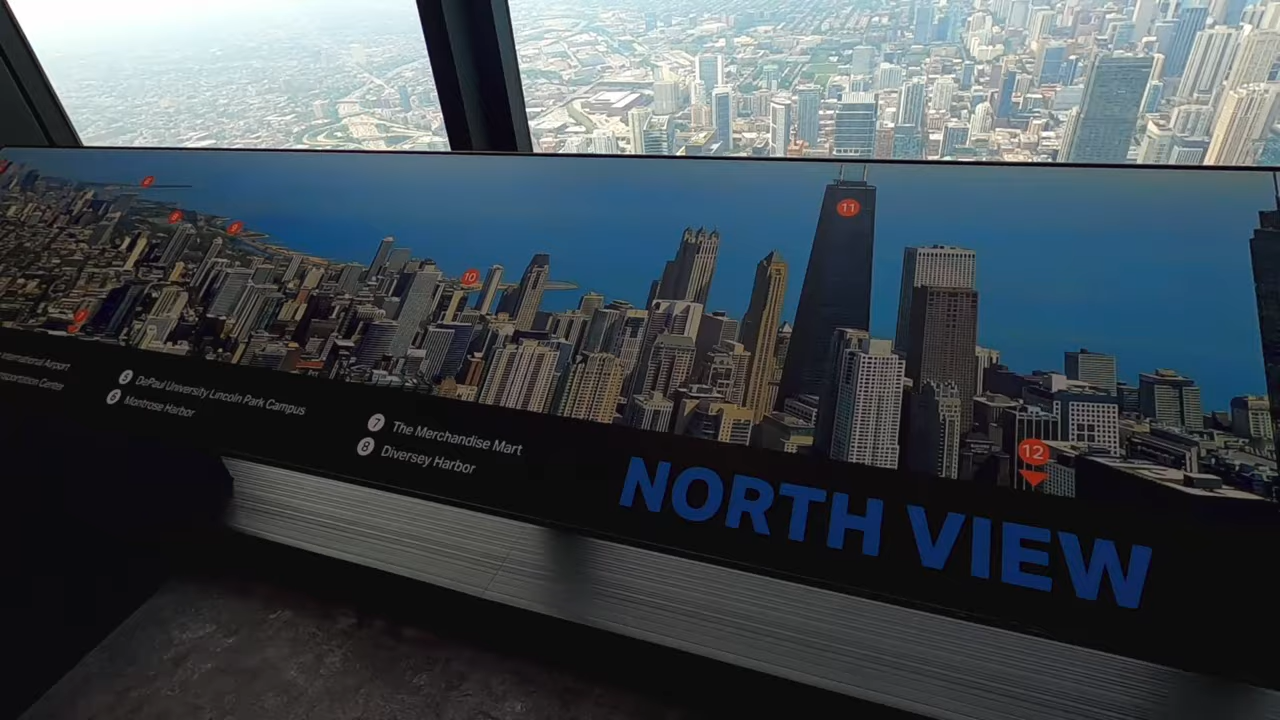 International Airport
Transportation Center
5 DePaul University Lincoln Park Campus
6 Montrose Harbor
7 The Merchandise Mart
8 Diversey Harbor
10
11
12
NORTH VIEW